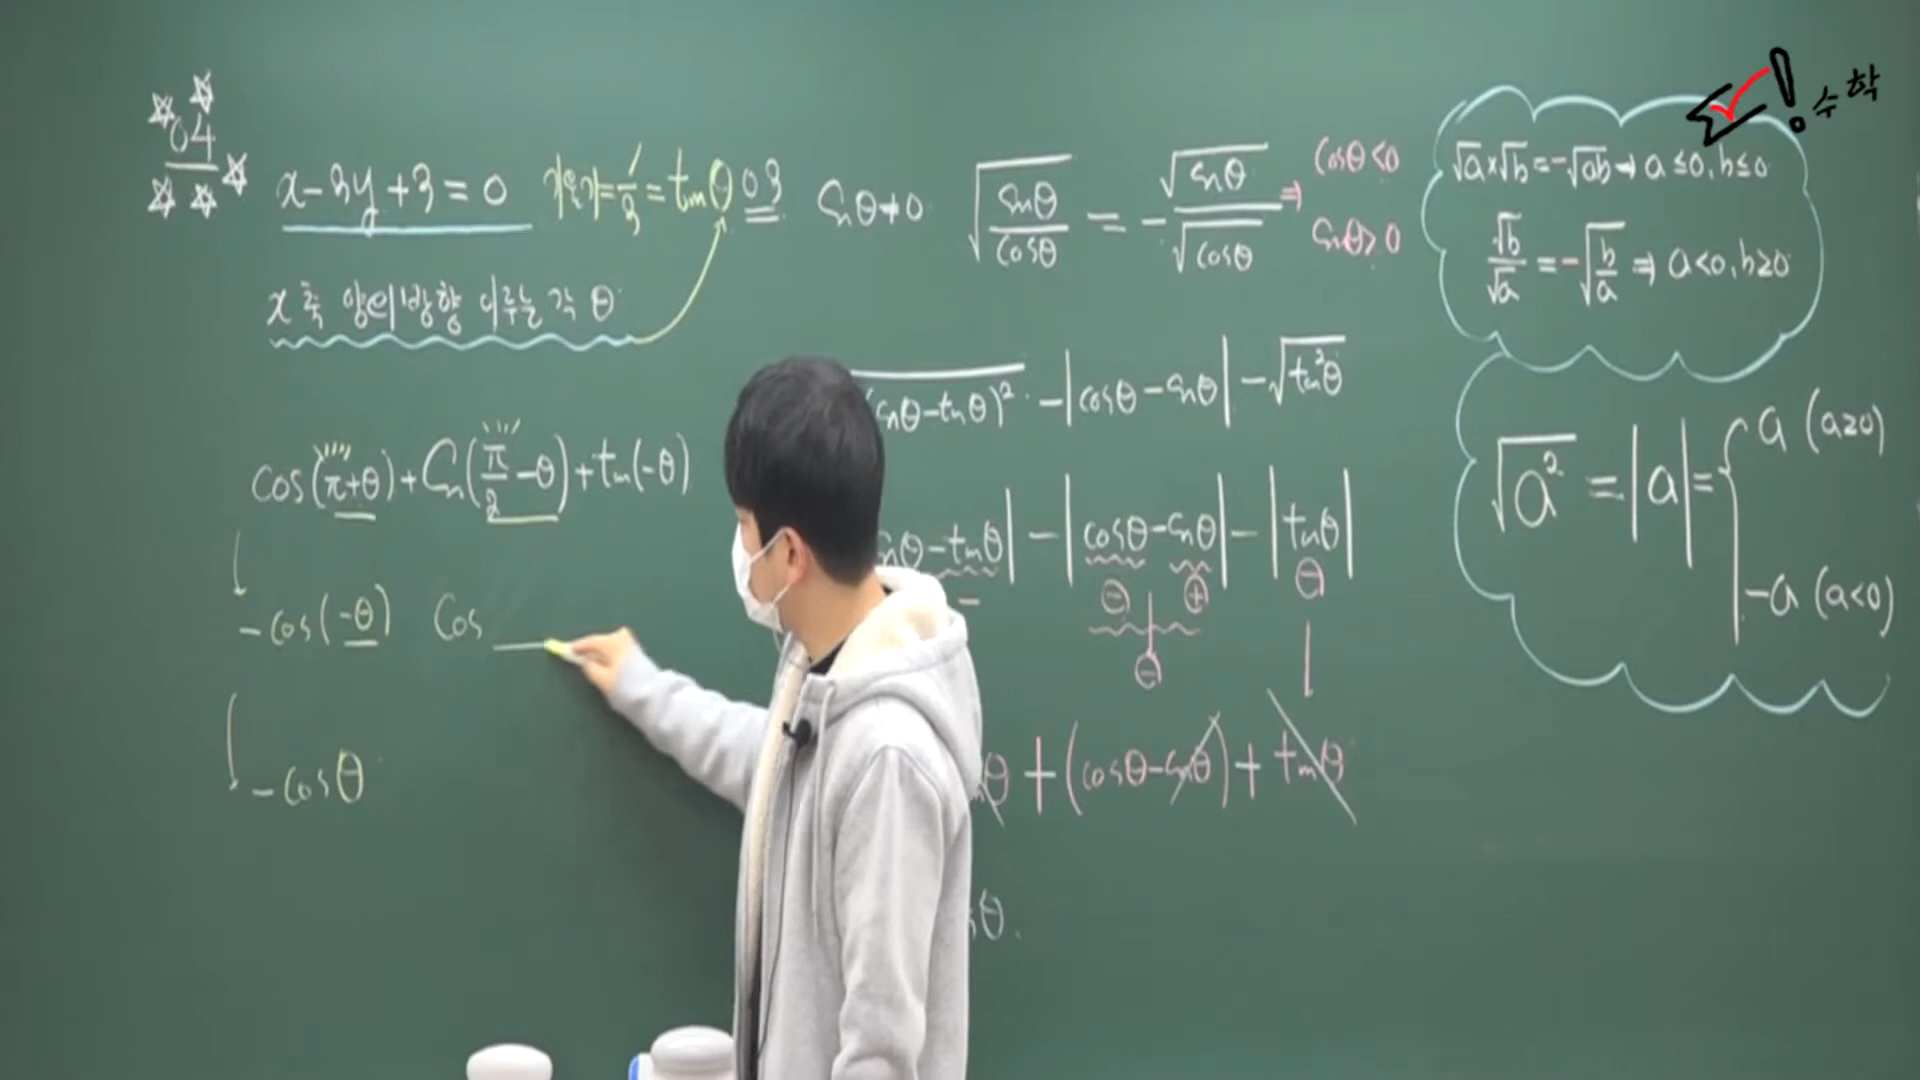 04
x-3y+3=0 기울기=1/3=tanθ
x축 양의 방향 이루는 각 θ
cos(π+θ)+sin(π/2-θ)+tan(-θ)
-cos(-θ) cos
-cosθ
03 sinθ≠0 √(sinθ/cosθ) = -√sinθ/√cosθ ⇒ cosθ<0
sinθ>0
sinθ-tanθ)² -|cosθ-sinθ|-√tan²θ
θ-tanθ|-|cosθ-sinθ|-|tanθ|
- ⊖ ⊕ ⊖
⊖
θ+(cosθ-sinθ)+tanθ
θ.
√a×√b=-√ab → a≤0, b≤0
√b/√a=-√(b/a) ⇒ a<0, b≥0
√a²=|a|={a (a≥0)
-a (a<0)
수학